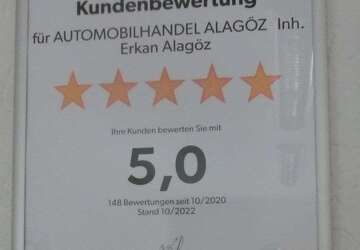 Kundenbewertung
für AUTOMOBILHANDEL ALAGÖZ Inh.
Erkan Alagöz
Ihre Kunden bewerten Sie mit
5,0
148 Bewertungen seit 10/2020
Stand 10/2022